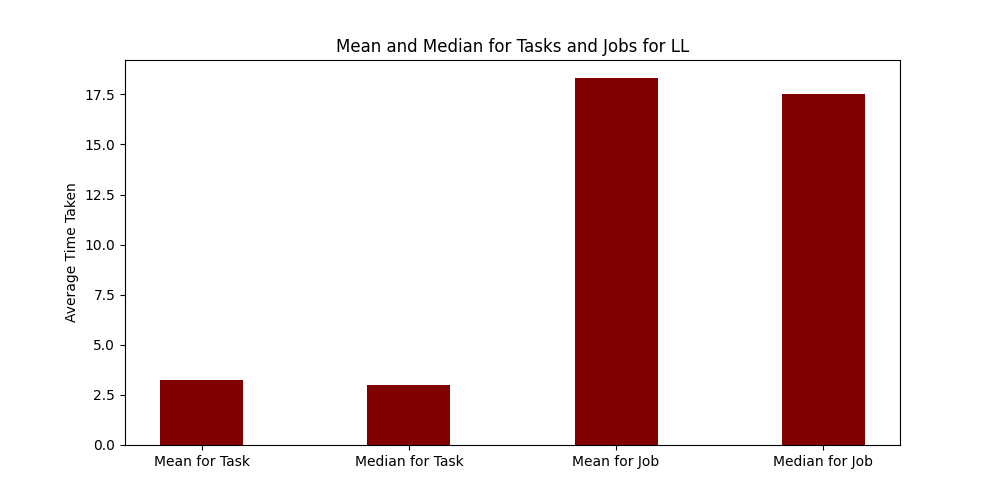 Mean and Median for Tasks and Jobs for LL
Average Time Taken
17.5
15.0
12.5
10.0
7.5
5.0
2.5
0.0
Mean for Task
Median for Task
Mean for Job
Median for Job